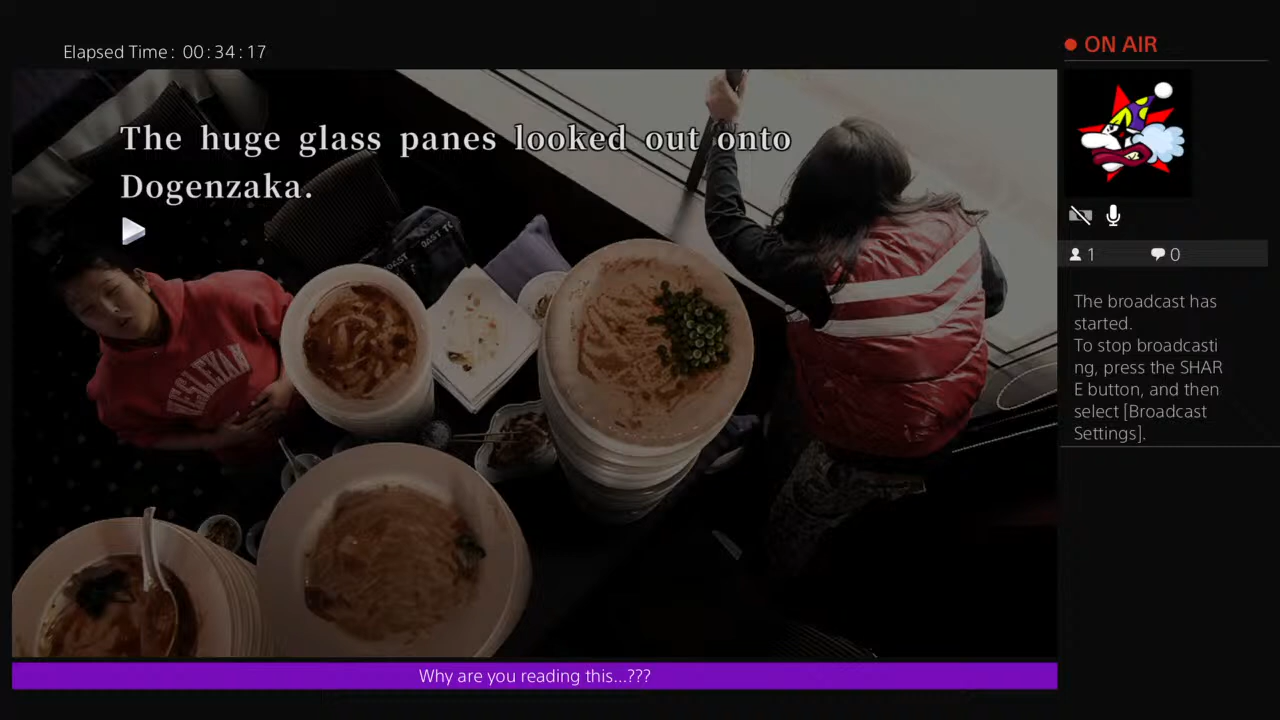 Elapsed Time: 00:34:17
ON AIR
The huge glass panes looked out onto
Dogenzaka.
WESLEYAN
1
0
The broadcast has
started.
To stop broadcasti
ng, press the SHAR
E button, and then
select [Broadcast
Settings].
Why are you reading this...???